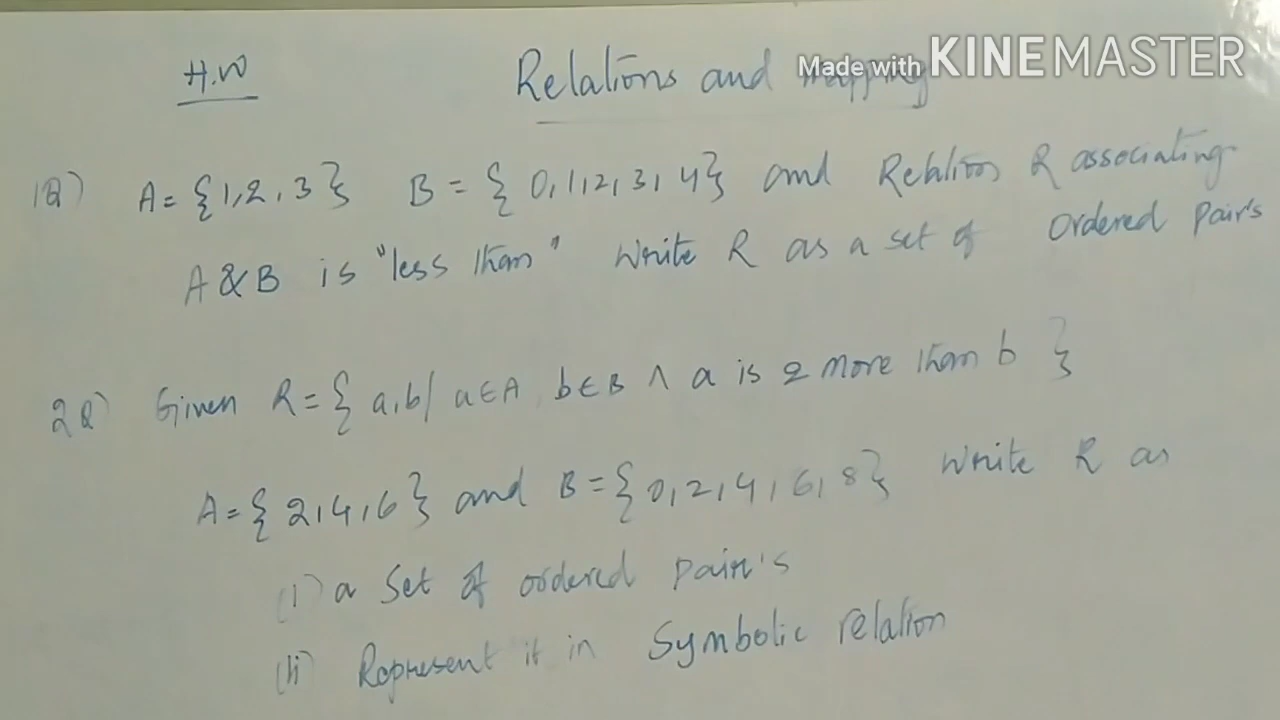 H.W
Relations and mapping
Made with KINEMASTER
1Q) A = {1,2,3} B = {0,1,2,3,4} and Relation R associating
A & B is "less than" Write R as a set of ordered pair's
2Q) Given R = { a,b/ a∈A, b∈B ∧ a is 2 more than b }
A = {2,4,6} and B = {0,2,4,6,8} Write R as
(i) a set of ordered pair's
(ii) Represent it in Symbolic relation